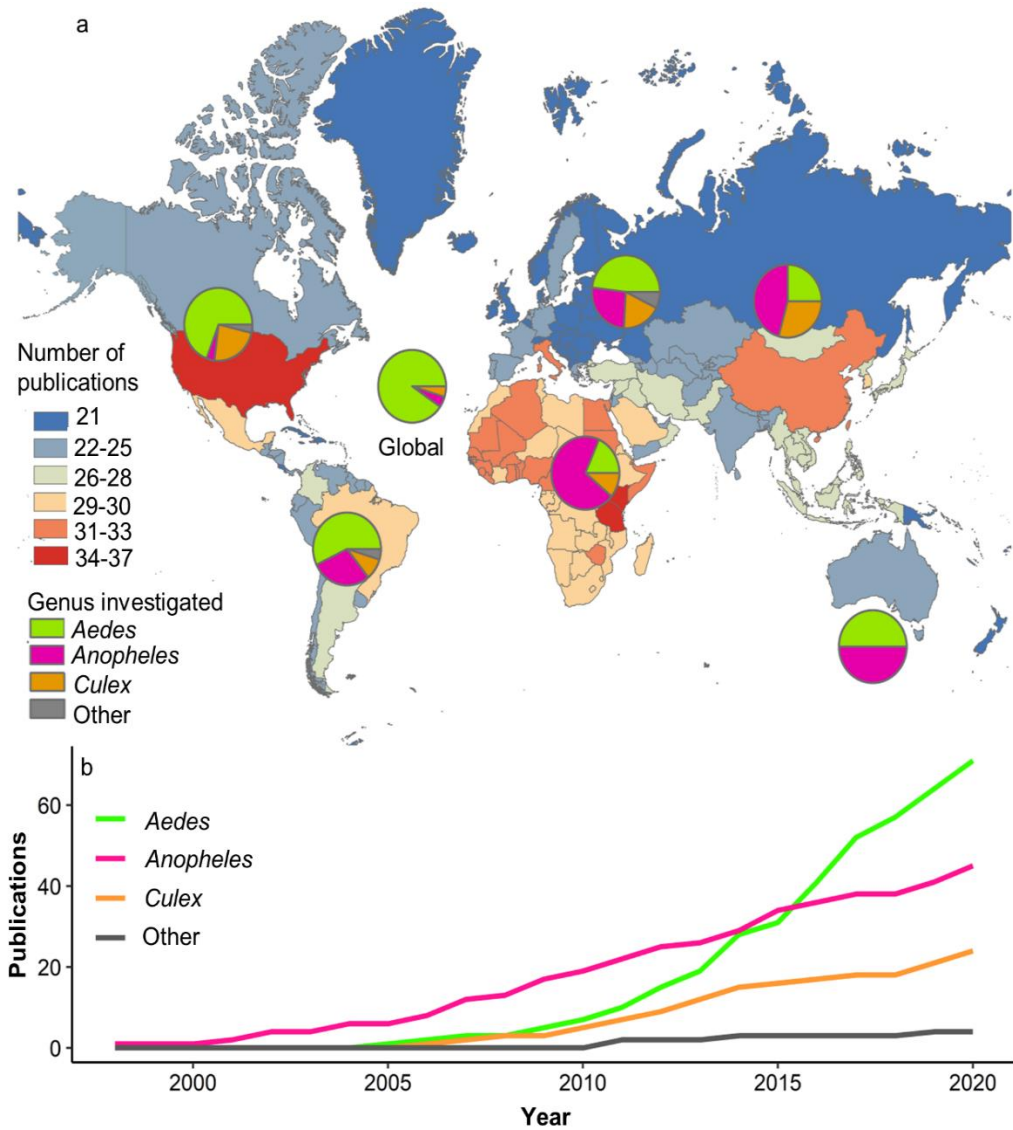 a
Number of
publications
21
22-25
26-28
29-30
31-33
34-37
Global
Genus investigated
Aedes
Anopheles
Culex
Other
b
Aedes
Anopheles
Culex
Other
Publications
60
40
20
0
2000
2005
2010
2015
2020
Year